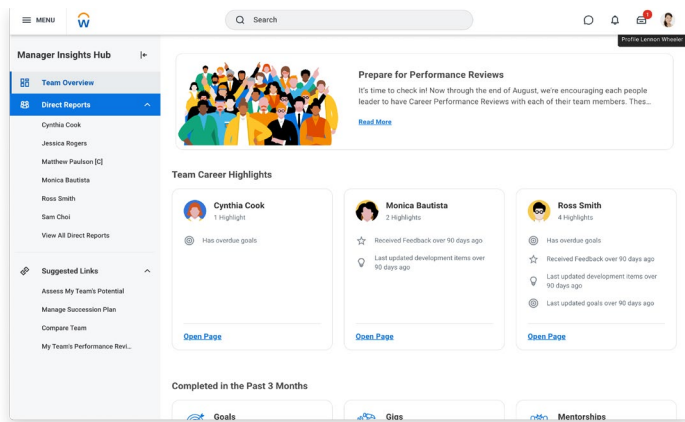 MENU
Search
1
Profile Lennon Wheeler
Manager Insights Hub
Team Overview
Direct Reports
Cynthia Cook
Jessica Rogers
Matthew Paulson [C]
Monica Bautista
Ross Smith
Sam Choi
View All Direct Reports
Suggested Links
Assess My Team's Potential
Manage Succession Plan
Compare Team
My Team's Performance Revi...
Prepare for Performance Reviews
It's time to check in! Now through the end of August, we're encouraging each people
leader to have Career Performance Reviews with each of their team members. Thes...
Read More
Team Career Highlights
Cynthia Cook
1 Highlight
Has overdue goals
Open Page
Monica Bautista
2 Highlights
Received Feedback over 90 days ago
Last updated development items over
90 days ago
Open Page
Ross Smith
4 Highlights
Has overdue goals
Received Feedback over 90 days ago
Last updated development items over
90 days ago
Last updated goals over 90 days ago
Open Page
Completed in the Past 3 Months
Goals
Gigs
Mentorships